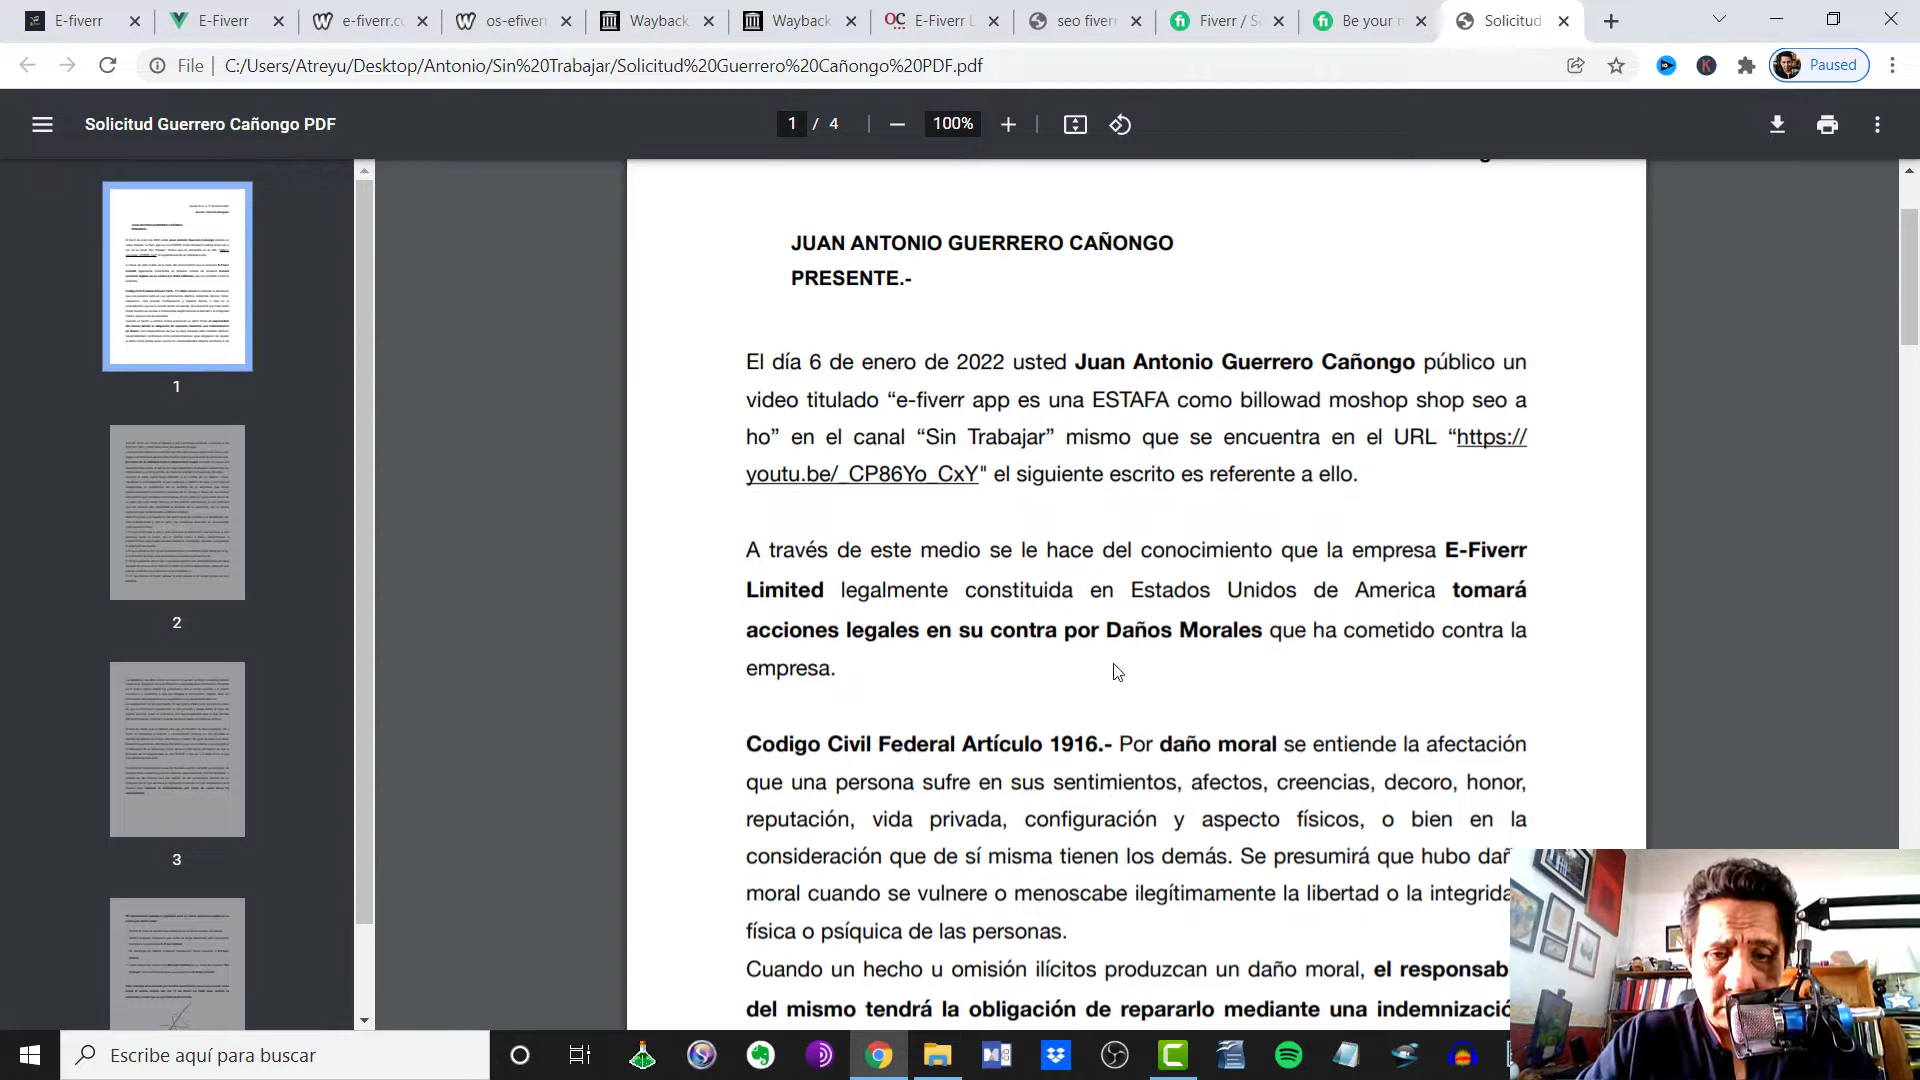 E-fiverr
E-Fiverr
e-fiverr.c
os-efiver
Wayback
Wayback
E-Fiverr L
seo fiver
Fiverr / S
Be your
Solicitud
File
C:/Users/Atreyu/Desktop/Antonio/Sin%20Trabajar/Solicitud%20Guerrero%20Cañongo%20PDF.pdf
Paused
Solicitud Guerrero Cañongo PDF
1 / 4
100%
JUAN ANTONIO GUERRERO CAÑONGO
PRESENTE.-
El día 6 de enero de 2022 usted Juan Antonio Guerrero Cañongo público un
video titulado “e-fiverr app es una ESTAFA como billowad moshop shop seo a
ho” en el canal “Sin Trabajar” mismo que se encuentra en el URL “https://
youtu.be/_CP86Yo_CxY" el siguiente escrito es referente a ello.
A través de este medio se le hace del conocimiento que la empresa E-Fiverr
Limited legalmente constituida en Estados Unidos de America tomará
acciones legales en su contra por Daños Morales que ha cometido contra la
empresa.
Codigo Civil Federal Artículo 1916.- Por daño moral se entiende la afectación
que una persona sufre en sus sentimientos, afectos, creencias, decoro, honor,
reputación, vida privada, configuración y aspecto físicos, o bien en la
consideración que de sí misma tienen los demás. Se presumirá que hubo dañ
moral cuando se vulnere o menoscabe ilegítimamente la libertad o la integrida
física o psíquica de las personas.
Cuando un hecho u omisión ilícitos produzcan un daño moral, el responsab
del mismo tendrá la obligación de repararlo mediante una indemnizació
1
2
3
Escribe aquí para buscar